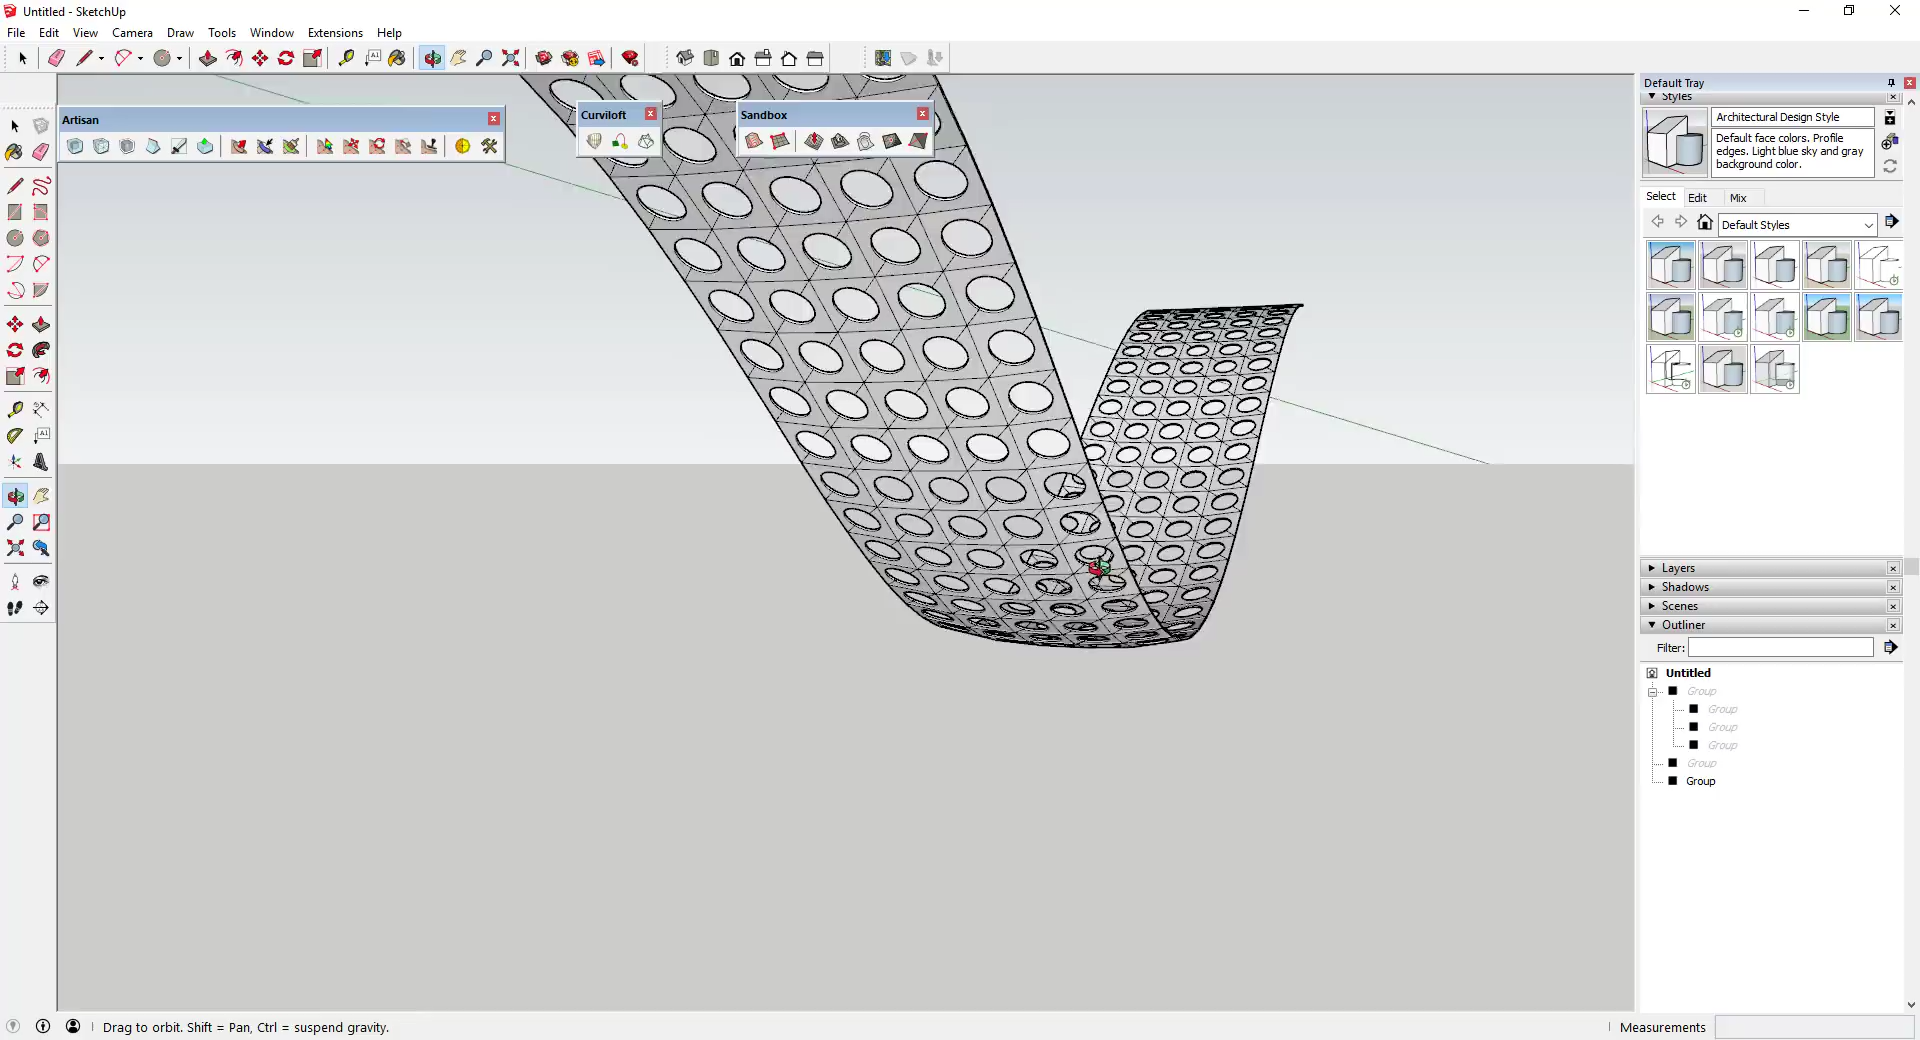 Untitled - SketchUp
File Edit View Camera Draw Tools Window Extensions Help
Default Tray
Styles
Artisan
Curviloft
Sandbox
Architectural Design Style
Default face colors. Profile
edges. Light blue sky and gray
background color.
Select Edit Mix
Default Styles
Layers
Shadows
Scenes
Outliner
Filter:
Untitled
Group
Group
Group
Group
Group
Group
Drag to orbit. Shift = Pan, Ctrl = suspend gravity.
Measurements